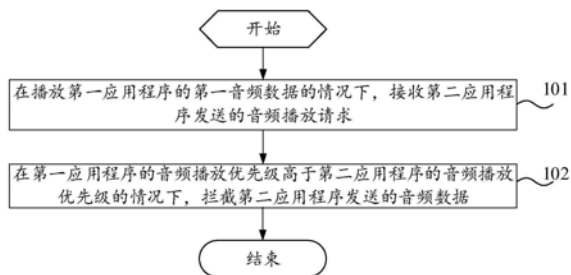 开始
在播放第一应用程序的第一音频数据的情况下，接收第二应用程
序发送的音频播放请求
101
在第一应用程序的音频播放优先级高于第二应用程序的音频播放
优先级的情况下，拦截第二应用程序发送的音频数据
102
结束